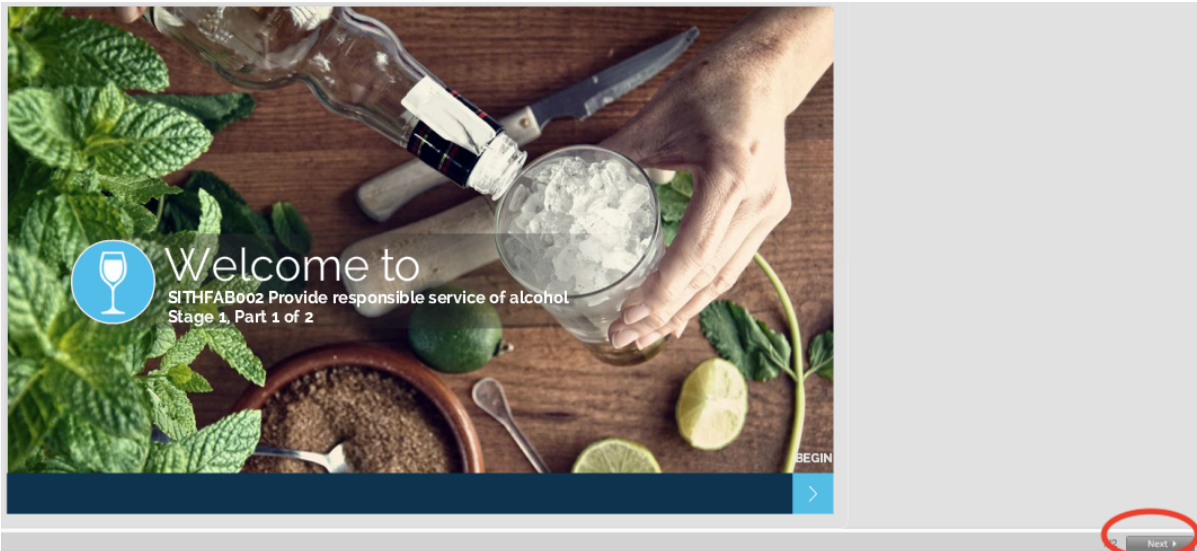 Welcome to
SITHFAB002 Provide responsible service of alcohol
Stage 1, Part 1 of 2
BEGIN
Next